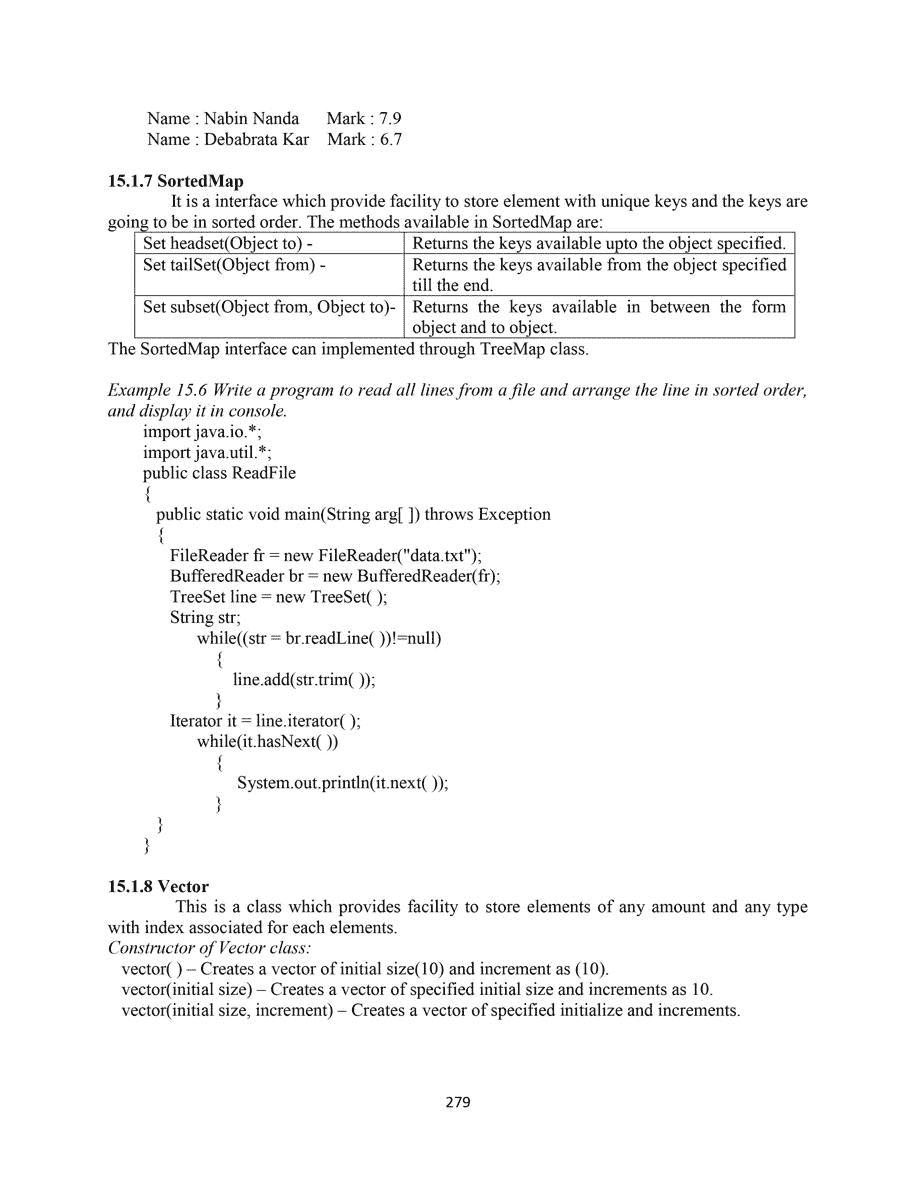 Name : Nabin Nanda Mark : 7.9
Name : Debabrata Kar Mark : 6.7
15.1.7 SortedMap
It is a interface which provide facility to store element with unique keys and the keys are
going to be in sorted order. The methods available in SortedMap are:
Set headset(Object to) - Returns the keys available upto the object specified.
Set tailSet(Object from) - Returns the keys available from the object specified
till the end.
Set subset(Object from, Object to)- Returns the keys available in between the form
object and to object.
The SortedMap interface can implemented through TreeMap class.
Example 15.6 Write a program to read all lines from a file and arrange the line in sorted order,
and display it in console.
import java.io.*;
import java.util.*;
public class ReadFile
{
public static void main(String arg[ ]) throws Exception
{
FileReader fr = new FileReader("data.txt");
BufferedReader br = new BufferedReader(fr);
TreeSet line = new TreeSet( );
String str;
while((str = br.readLine( ))!=null)
{
line.add(str.trim( ));
}
Iterator it = line.iterator( );
while(it.hasNext( ))
{
System.out.println(it.next( ));
}
}
}
15.1.8 Vector
This is a class which provides facility to store elements of any amount and any type
with index associated for each elements.
Constructor of Vector class:
vector( ) – Creates a vector of initial size(10) and increment as (10).
vector(initial size) – Creates a vector of specified initial size and increments as 10.
vector(initial size, increment) – Creates a vector of specified initialize and increments.
279